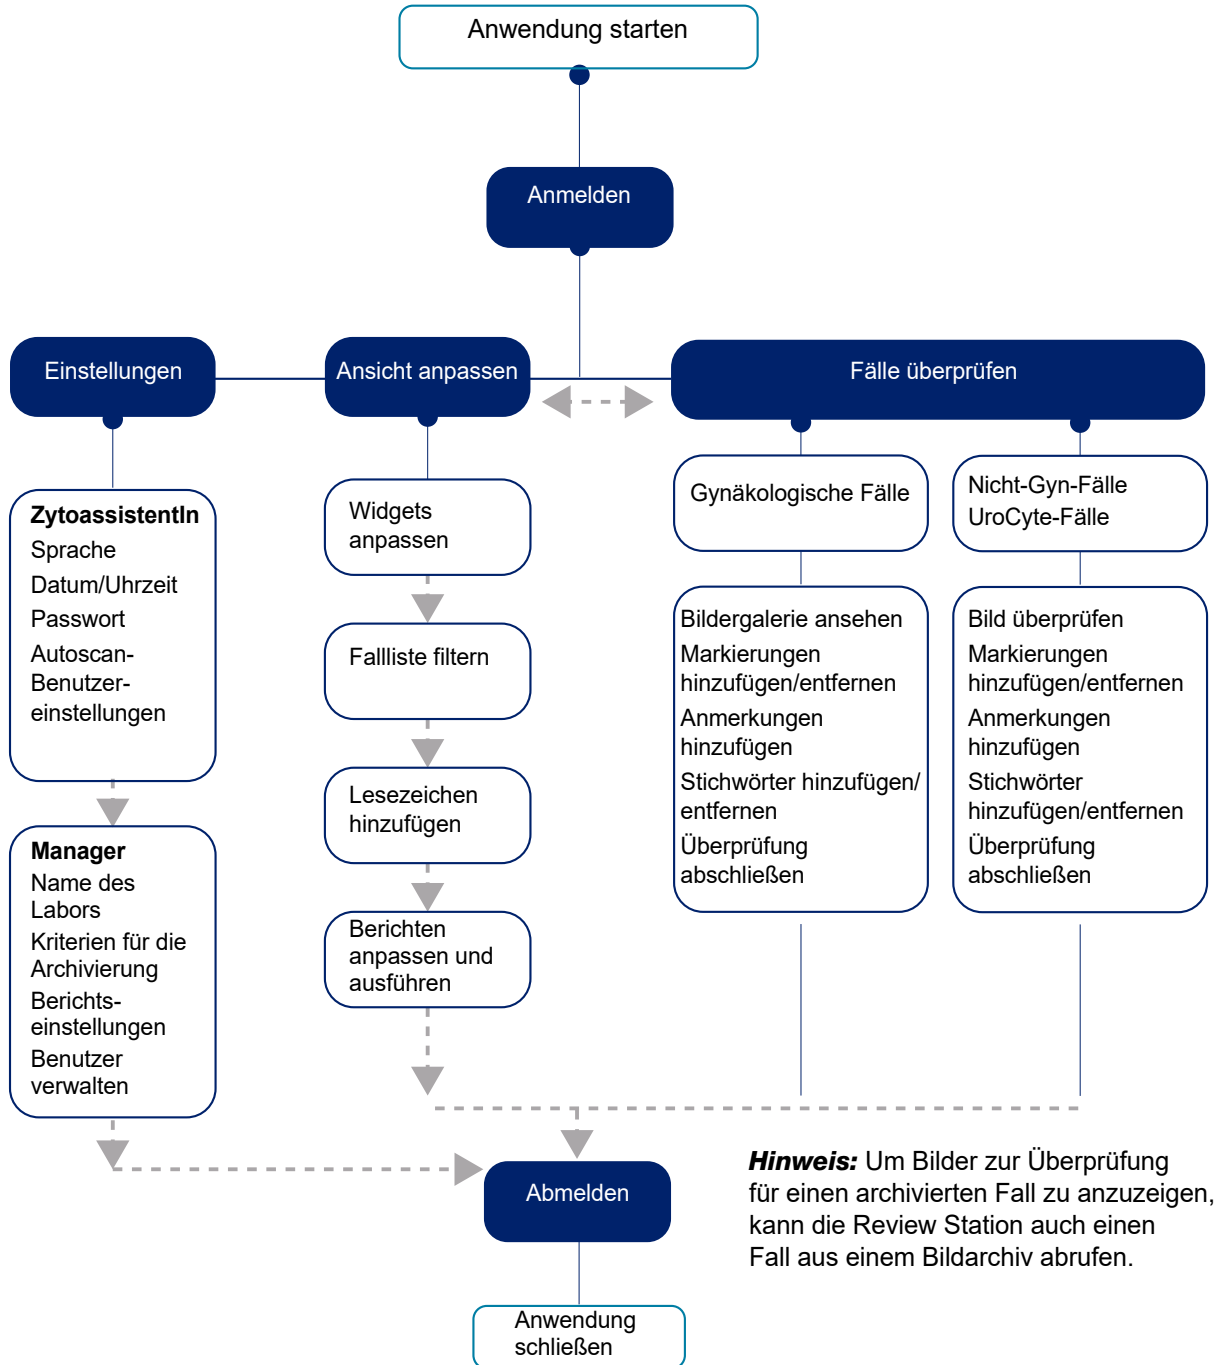 Anwendung starten
Anmelden
Einstellungen
Ansicht anpassen
Fälle überprüfen
ZytoassistentIn
Sprache
Datum/Uhrzeit
Passwort
Autoscan-
Benutzer-
einstellungen
Manager
Name des
Labors
Kriterien für die
Archivierung
Berichts-
einstellungen
Benutzer
verwalten
Widgets
anpassen
Fallliste filtern
Lesezeichen
hinzufügen
Berichten
anpassen und
ausführen
Gynäkologische Fälle
Bildergalerie ansehen
Markierungen
hinzufügen/entfernen
Anmerkungen
hinzufügen
Stichwörter hinzufügen/
entfernen
Überprüfung
abschließen
Nicht-Gyn-Fälle
UroCyte-Fälle
Bild überprüfen
Markierungen
hinzufügen/entfernen
Anmerkungen
hinzufügen
Stichwörter
hinzufügen/entfernen
Überprüfung
abschließen
Abmelden
Hinweis: Um Bilder zur Überprüfung
für einen archivierten Fall zu anzuzeigen,
kann die Review Station auch einen
Fall aus einem Bildarchiv abrufen.
Anwendung
schließen